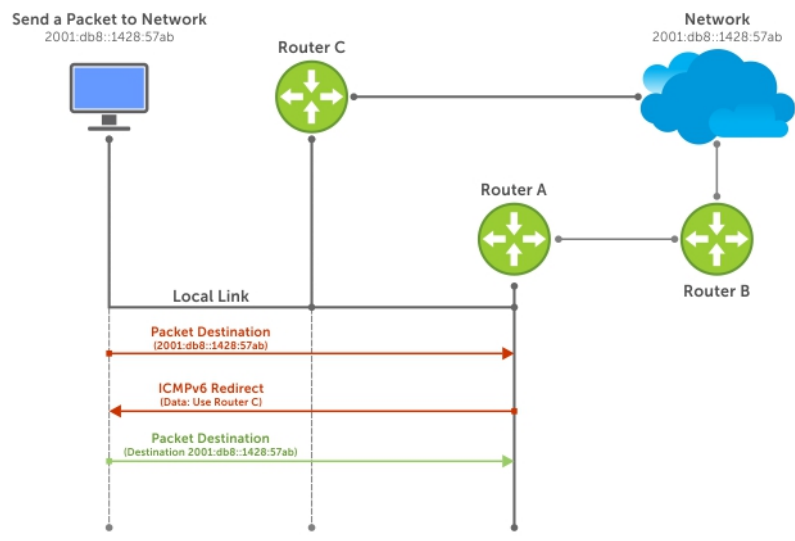 Send a Packet to Network
2001:db8::1428:57ab
Router C
Network
2001:db8::1428:57ab
Router A
Router B
Local Link
Packet Destination
(2001:db8::1428:57ab)
ICMPv6 Redirect
(Data: Use Router C)
Packet Destination
(Destination 2001:db8::1428:57ab)